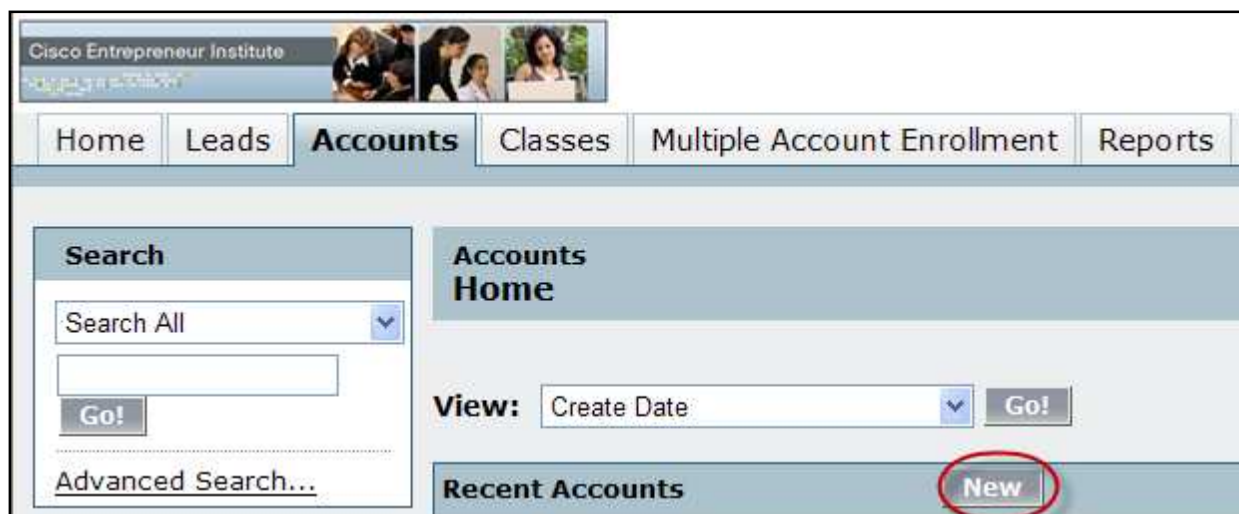 Cisco Entrepreneur Institute
Home Leads Accounts Classes Multiple Account Enrollment Reports
Search
Search All
Go!
Advanced Search...
Accounts
Home
View: Create Date Go!
Recent Accounts New